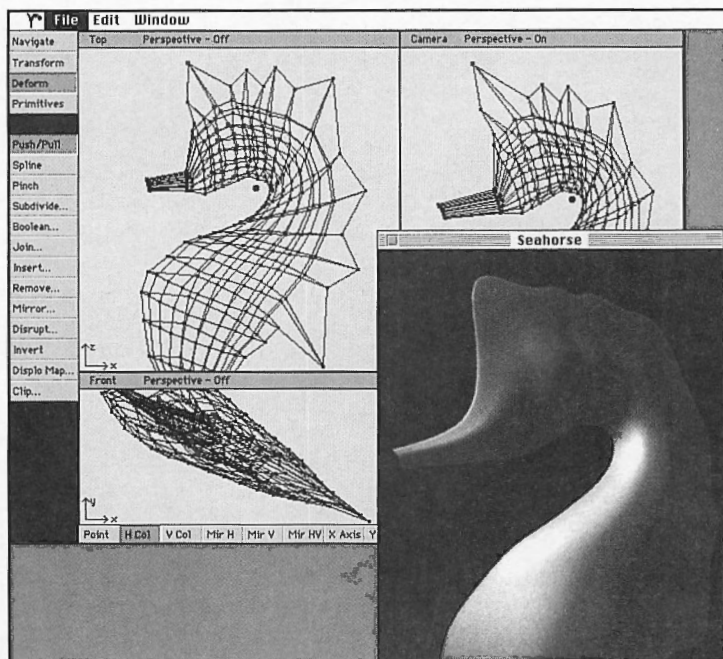 File Edit Window
Navigate
Transform
Deform
Primitives
Push/Pull
Spline
Pinch
Subdivide...
Boolean...
Join...
Insert...
Remove...
Mirror...
Disrupt...
Invert
Displc Map...
Clip...
Top Perspective - Off
z
x
Camera Perspective - On
Front Perspective - Off
y
x
Point H Col V Col Mir H Mir V Mir HV X Axis Y
Seahorse